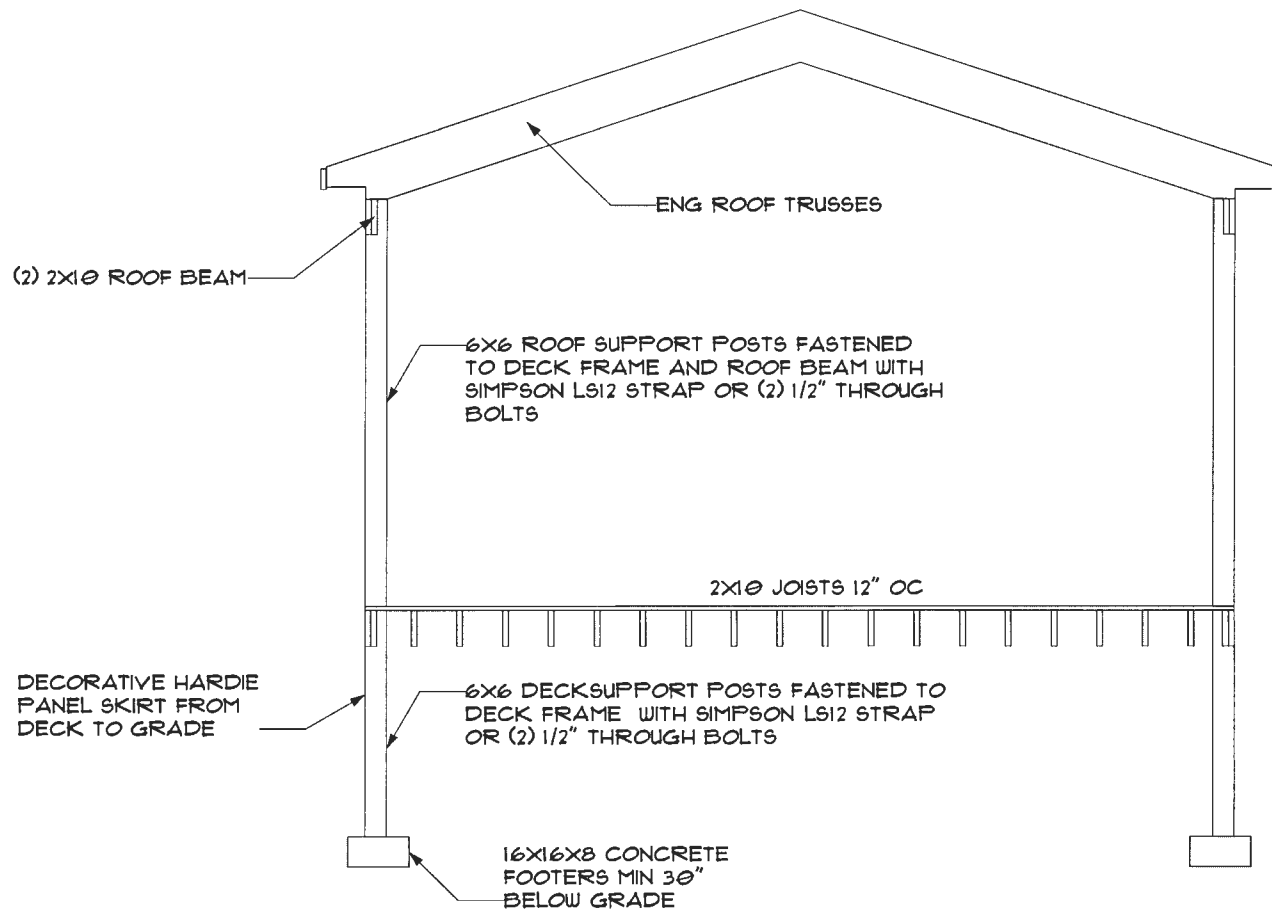 ENG ROOF TRUSSES
(2) 2X10 ROOF BEAM
6X6 ROOF SUPPORT POSTS FASTENED
TO DECK FRAME AND ROOF BEAM WITH
SIMPSON LS12 STRAP OR (2) 1/2" THROUGH
BOLTS
2X10 JOISTS 12" OC
DECORATIVE HARDIE
PANEL SKIRT FROM
DECK TO GRADE
6X6 DECKSUPPORT POSTS FASTENED TO
DECK FRAME WITH SIMPSON LS12 STRAP
OR (2) 1/2" THROUGH BOLTS
16X16X8 CONCRETE
FOOTERS MIN 30"
BELOW GRADE